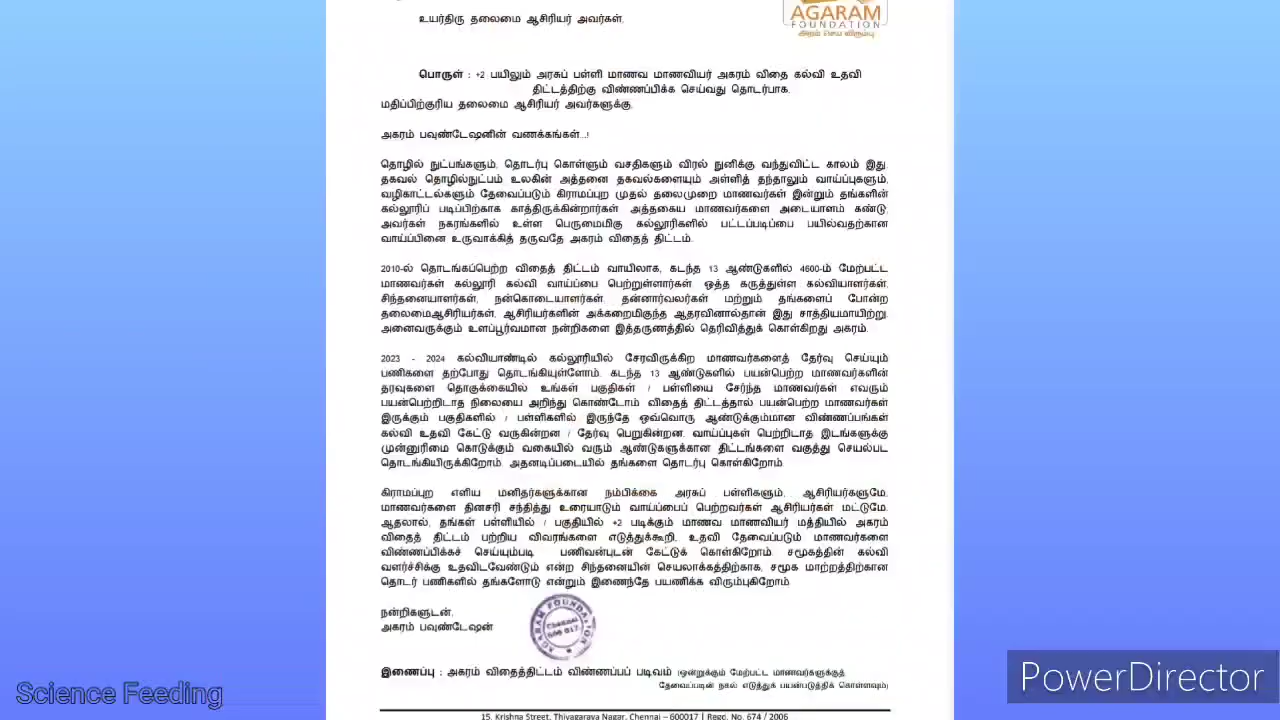 AGARAM
FOUNDATION
அகரம் செய விரும்பு
உயர்திரு தலைமை ஆசிரியர் அவர்கள்,
பொருள் : +2 பயிலும் அரசுப் பள்ளி மாணவ மாணவியர் அகரம் விதை கல்வி உதவி
திட்டத்திற்கு விண்ணப்பிக்க செய்வது தொடர்பாக.
மதிப்பிற்குரிய தலைமை ஆசிரியர் அவர்களுக்கு,
அகரம் பவுண்டேஷனின் வணக்கங்கள்...!
தொழில் நுட்பங்களும், தொடர்பு கொள்ளும் வசதிகளும் விரல் நுனிக்கு வந்துவிட்ட காலம் இது.
தகவல் தொழில்நுட்பம் உலகின் அத்தனை தகவல்களையும் அள்ளித் தந்தாலும் வாய்ப்புகளும்,
வழிகாட்டல்களும் தேவைப்படும் கிராமப்புற முதல் தலைமுறை மாணவர்கள் இன்றும் தங்களின்
கல்லூரிப் படிப்பிற்காக காத்திருக்கின்றார்கள் அத்தகைய மாணவர்களை அடையாளம் கண்டு,
அவர்கள் நகரங்களில் உள்ள பெருமைமிகு கல்லூரிகளில் பட்டப்படிப்பை பயில்வதற்கான
வாய்ப்பினை உருவாக்கித் தருவதே அகரம் விதைத் திட்டம்.
2010-ல் தொடங்கப்பெற்ற விதைத் திட்டம் வாயிலாக, கடந்த 13 ஆண்டுகளில் 4600-ம் மேற்பட்ட
மாணவர்கள் கல்லூரி கல்வி வாய்ப்பை பெற்றுள்ளார்கள் ஒத்த கருத்துள்ள கல்வியாளர்கள்,
சிந்தனையாளர்கள், நன்கொடையாளர்கள், தன்னார்வலர்கள் மற்றும் தங்களைப் போன்ற
தலைமைஆசிரியர்கள், ஆசிரியர்களின் அக்கறைமிகுந்த ஆதரவினால்தான் இது சாத்தியமாயிற்று.
அனைவருக்கும் உளப்பூர்வமான நன்றிகளை இத்தருணத்தில் தெரிவித்துக் கொள்கிறது அகரம்.
2023 - 2024 கல்வியாண்டில் கல்லூரியில் சேரவிருக்கிற மாணவர்களைத் தேர்வு செய்யும்
பணிகளை தற்போது தொடங்கியுள்ளோம். கடந்த 13 ஆண்டுகளில் பயன்பெற்ற மாணவர்களின்
தரவுகளை தொகுக்கையில் உங்கள் பகுதிகள் / பள்ளியை சேர்ந்த மாணவர்கள் எவரும்
பயன்பெற்றிடாத நிலையை அறிந்து கொண்டோம் விதைத் திட்டத்தால் பயன்பெற்ற மாணவர்கள்
இருக்கும் பகுதிகளில் / பள்ளிகளில் இருந்தே ஒவ்வொரு ஆண்டுக்கும்மான விண்ணப்பங்கள்
கல்வி உதவி கேட்டு வருகின்றன / தேர்வு பெறுகின்றன. வாய்ப்புகள் பெற்றிடாத இடங்களுக்கு
முன்னுரிமை கொடுக்கும் வகையில் வரும் ஆண்டுகளுக்கான திட்டங்களை வகுத்து செயல்பட
தொடங்கியிருக்கிறோம். அதனடிப்படையில் தங்களை தொடர்பு கொள்கிறோம்.
கிராமப்புற எளிய மனிதர்களுக்கான நம்பிக்கை அரசுப் பள்ளிகளும், ஆசிரியர்களுமே.
மாணவர்களை தினசரி சந்தித்து உரையாடும் வாய்ப்பைப் பெற்றவர்கள் ஆசிரியர்கள் மட்டுமே.
ஆதலால், தங்கள் பள்ளியில் / பகுதியில் +2 படிக்கும் மாணவ மாணவியர் மத்தியில் அகரம்
விதைத் திட்டம் பற்றிய விவரங்களை எடுத்துக்கூறி, உதவி தேவைப்படும் மாணவர்களை
விண்ணப்பிக்கச் செய்யும்படி பணிவன்புடன் கேட்டுக் கொள்கிறோம். சமூகத்தின் கல்வி
வளர்ச்சிக்கு உதவிடவேண்டும் என்ற சிந்தனையின் செயலாக்கத்திற்காக, சமூக மாற்றத்திற்கான
தொடர் பணிகளில் தங்களோடு என்றும் இணைந்தே பயணிக்க விரும்புகிறோம்.
நன்றிகளுடன்,
அகரம் பவுண்டேஷன்
AGARAM FOUNDATION
Chennai
600 017.
இணைப்பு : அகரம் விதைத்திட்டம் விண்ணப்பப் படிவம் (ஒன்றுக்கும் மேற்பட்ட மாணவர்களுக்குத்
தேவைப்படின் நகல் எடுத்துக் பயன்படுத்திக் கொள்ளவும்)
15, Krishna Street, Thiyagaraya Nagar, Chennai – 600017 | Regd. No. 674 / 2006
Science Feeding
PowerDirector